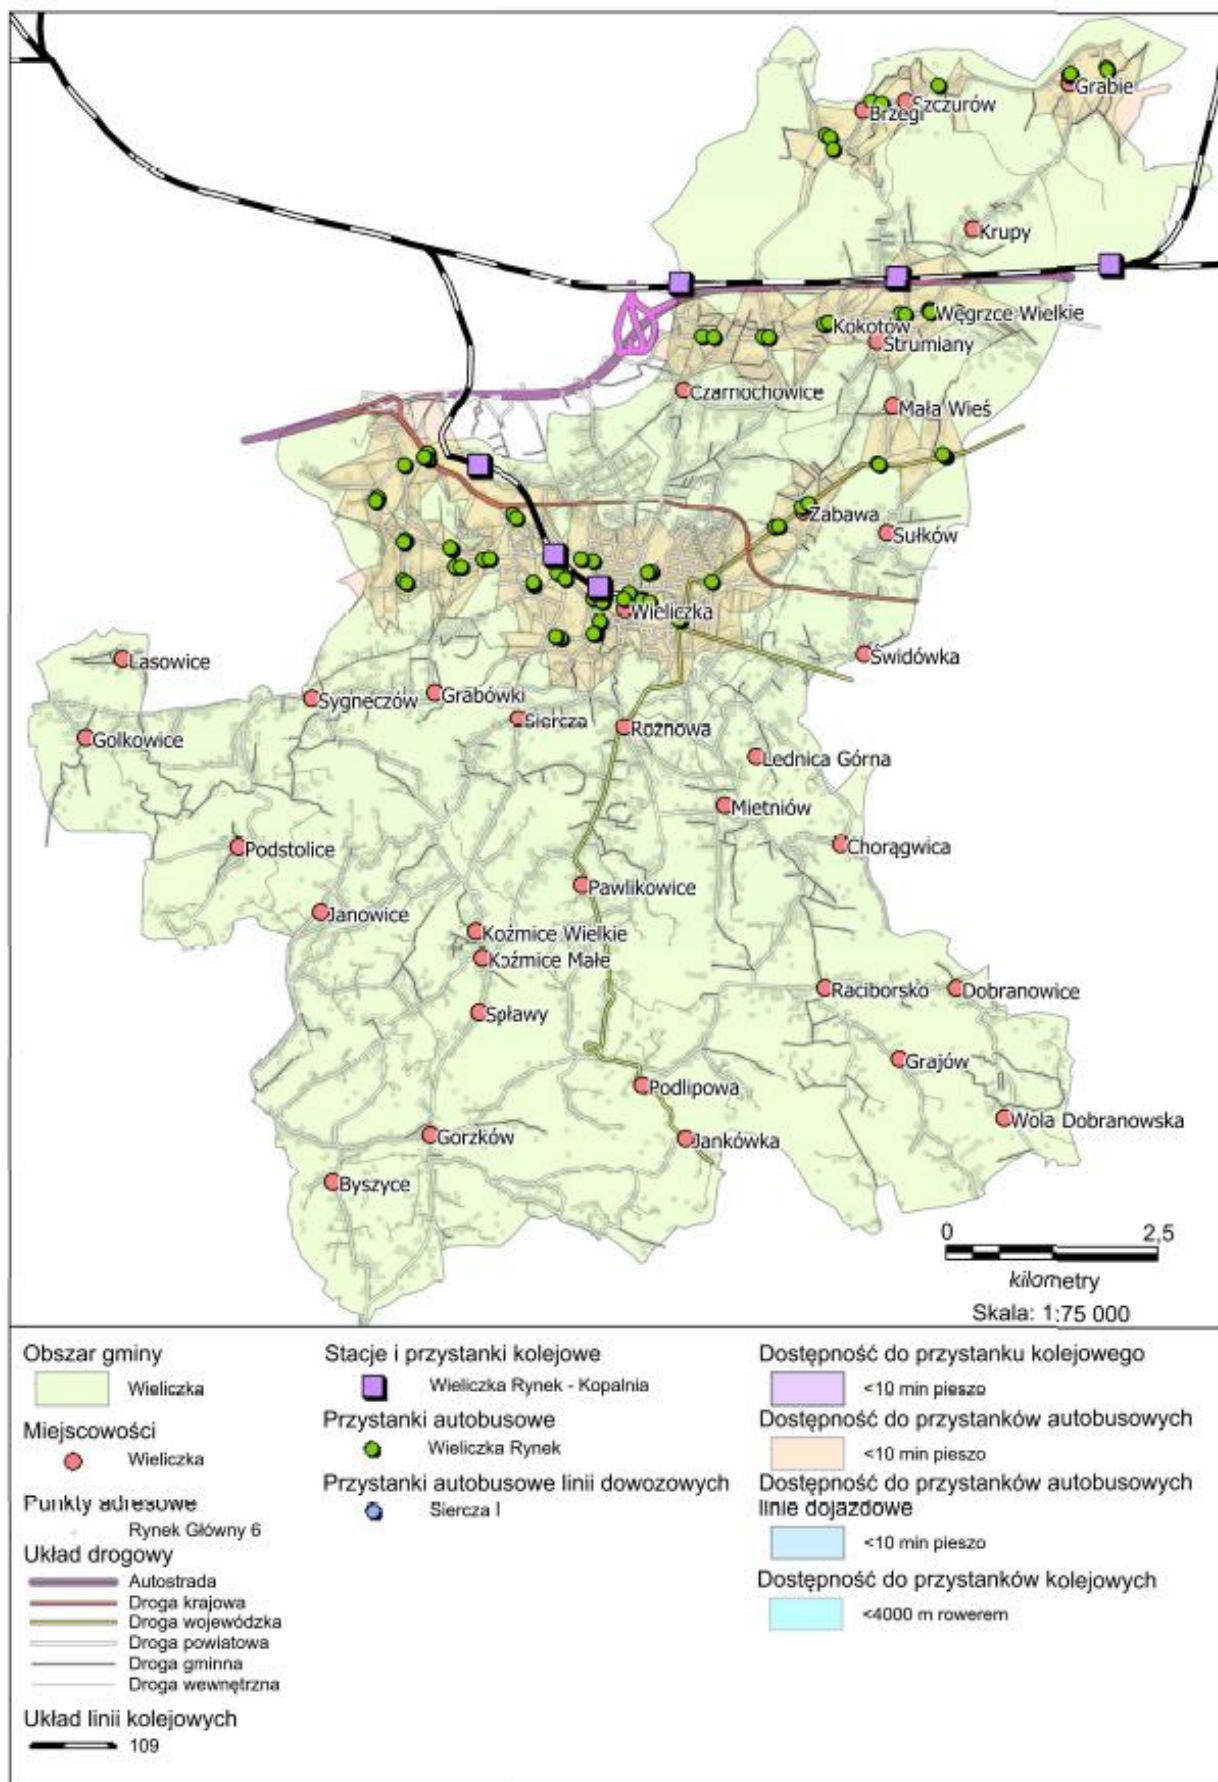 Grabie
Szczurów
Brzegi
Krupy
Węgrzce Wielkie
Kokotów
Strumiany
Czarnochowice
Mała Wieś
Zabawa
Sułków
Wieliczka
Świdówka
Lasowice
Sygneczów
Grabówki
Siercza
Rożnowa
Golkowice
Lednica Górna
Mietniów
Chorągwica
Podstolice
Pawlikowice
Janowice
Koźmice Wielkie
Koźmice Małe
Raciborsko
Dobranowice
Spławy
Grajów
Podlipowa
Wola Dobranowska
Gorzków
Jankówka
Byszyce
0 2,5
kilometry
Skala: 1:75 000
Obszar gminy
Wieliczka
Miejscowości
Wieliczka
Punkty adresowe
Rynek Główny 6
Układ drogowy
Autostrada
Droga krajowa
Droga wojewódzka
Droga powiatowa
Droga gminna
Droga wewnętrzna
Układ linii kolejowych
109
Stacje i przystanki kolejowe
Wieliczka Rynek - Kopalnia
Przystanki autobusowe
Wieliczka Rynek
Przystanki autobusowe linii dowozowych
Siercza I
Dostępność do przystanku kolejowego
<10 min pieszo
Dostępność do przystanków autobusowych
<10 min pieszo
Dostępność do przystanków autobusowych
linie dojazdowe
<10 min pieszo
Dostępność do przystanków kolejowych
<4000 m rowerem